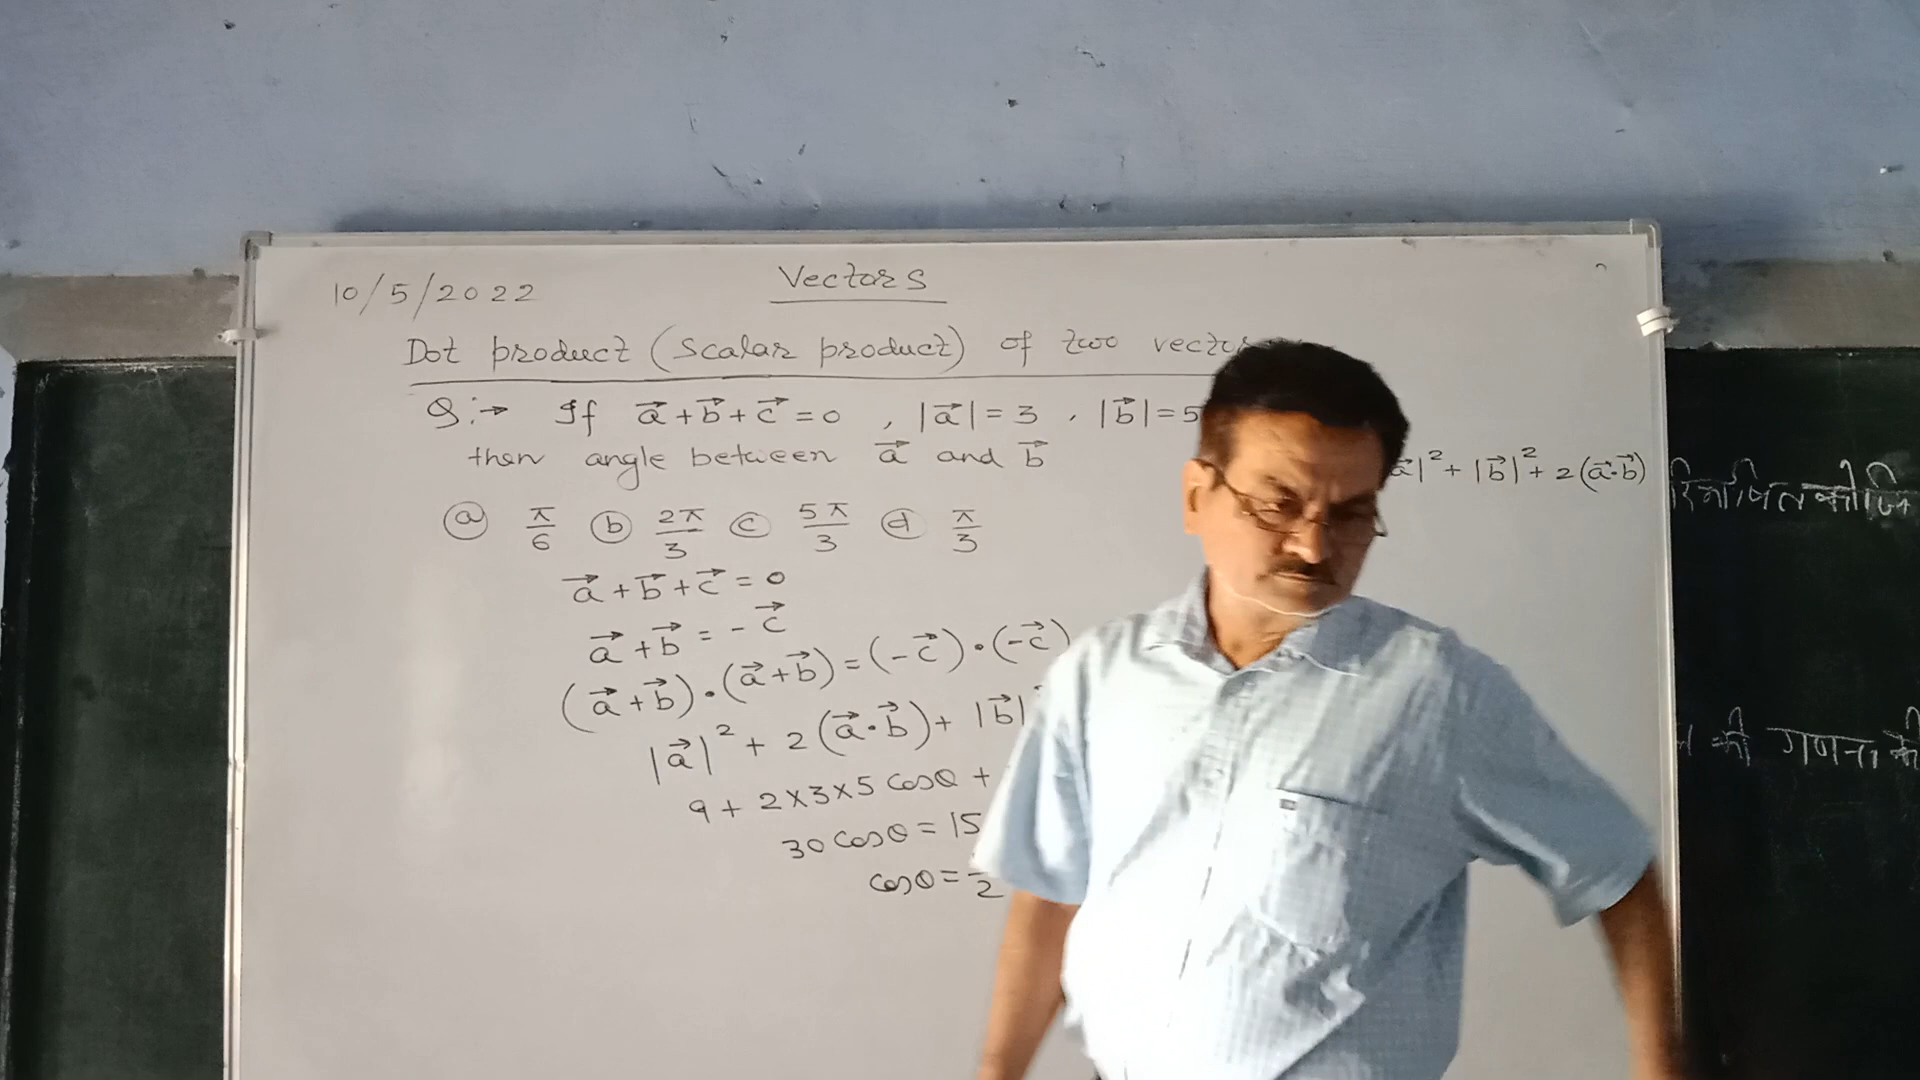 10/5/2022
Vectors
Dot product (scalar product) of two
Q:→ If a⃗ + b⃗ + c⃗ = 0 , |a⃗| = 3 , |b⃗| = 5
then angle between a⃗ and b⃗
|² + |b⃗|² + 2(a⃗·b⃗)
ⓐ π/6 ⓑ 2π/3 ⓒ 5π/3 ⓓ π/3
a⃗ + b⃗ + c⃗ = 0
a⃗ + b⃗ = - c⃗
(a⃗ + b⃗)·(a⃗ + b⃗) = (-c⃗)·(-c⃗)
|a⃗|² + 2(a⃗·b⃗) + |b⃗|
9 + 2×3×5 cosθ +
30 cosθ = 15
cosθ = /2
की गणना